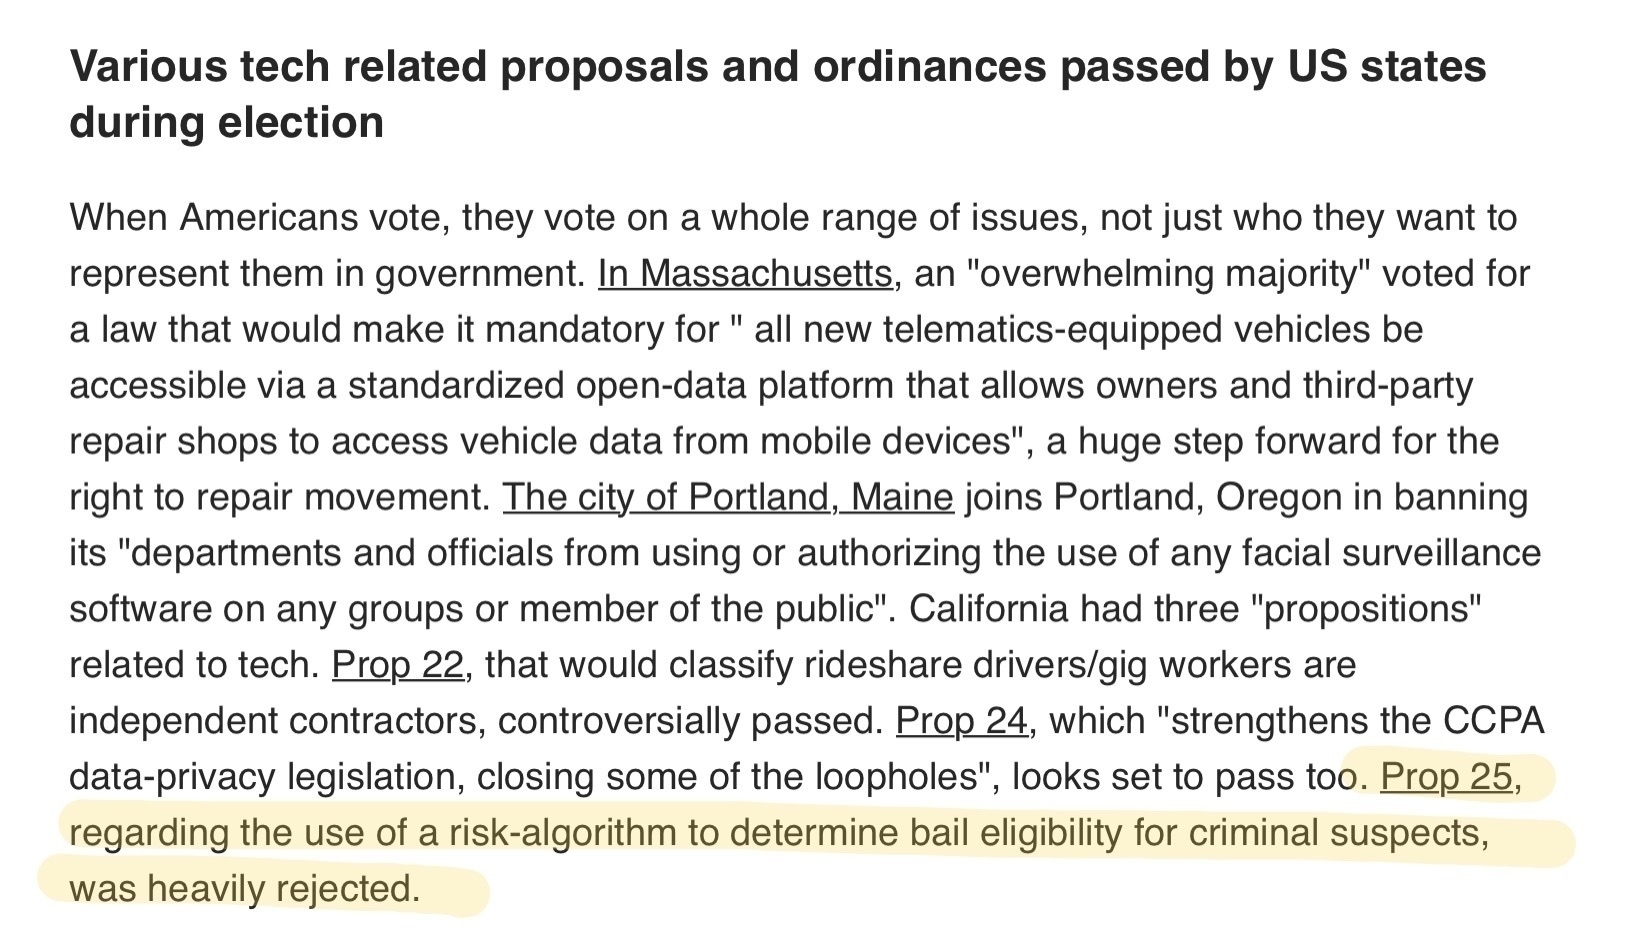 Various tech related proposals and ordinances passed by US states
during election
When Americans vote, they vote on a whole range of issues, not just who they want to
represent them in government. In Massachusetts, an "overwhelming majority" voted for
a law that would make it mandatory for " all new telematics-equipped vehicles be
accessible via a standardized open-data platform that allows owners and third-party
repair shops to access vehicle data from mobile devices", a huge step forward for the
right to repair movement. The city of Portland, Maine joins Portland, Oregon in banning
its "departments and officials from using or authorizing the use of any facial surveillance
software on any groups or member of the public". California had three "propositions"
related to tech. Prop 22, that would classify rideshare drivers/gig workers are
independent contractors, controversially passed. Prop 24, which "strengthens the CCPA
data-privacy legislation, closing some of the loopholes", looks set to pass too. Prop 25,
regarding the use of a risk-algorithm to determine bail eligibility for criminal suspects,
was heavily rejected.